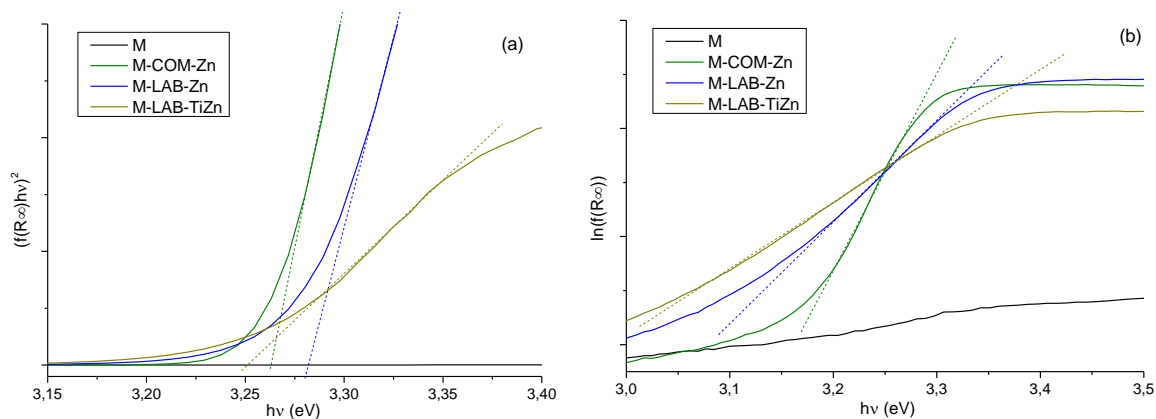 (f(R∞)hν)²
M
M-COM-Zn
M-LAB-Zn
M-LAB-TiZn
(a)
3,15 3,20 3,25 3,30 3,35 3,40
hν (eV)
ln(f(R∞))
M
M-COM-Zn
M-LAB-Zn
M-LAB-TiZn
(b)
3,0 3,1 3,2 3,3 3,4 3,5
hν (eV)